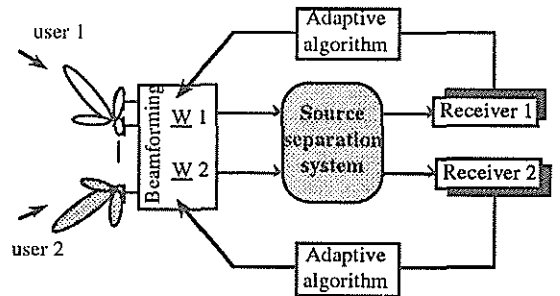 user 1
Adaptive
algorithm
Beamforming
W 1
W 2
Source
separation
system
Receiver 1
Receiver 2
user 2
Adaptive
algorithm